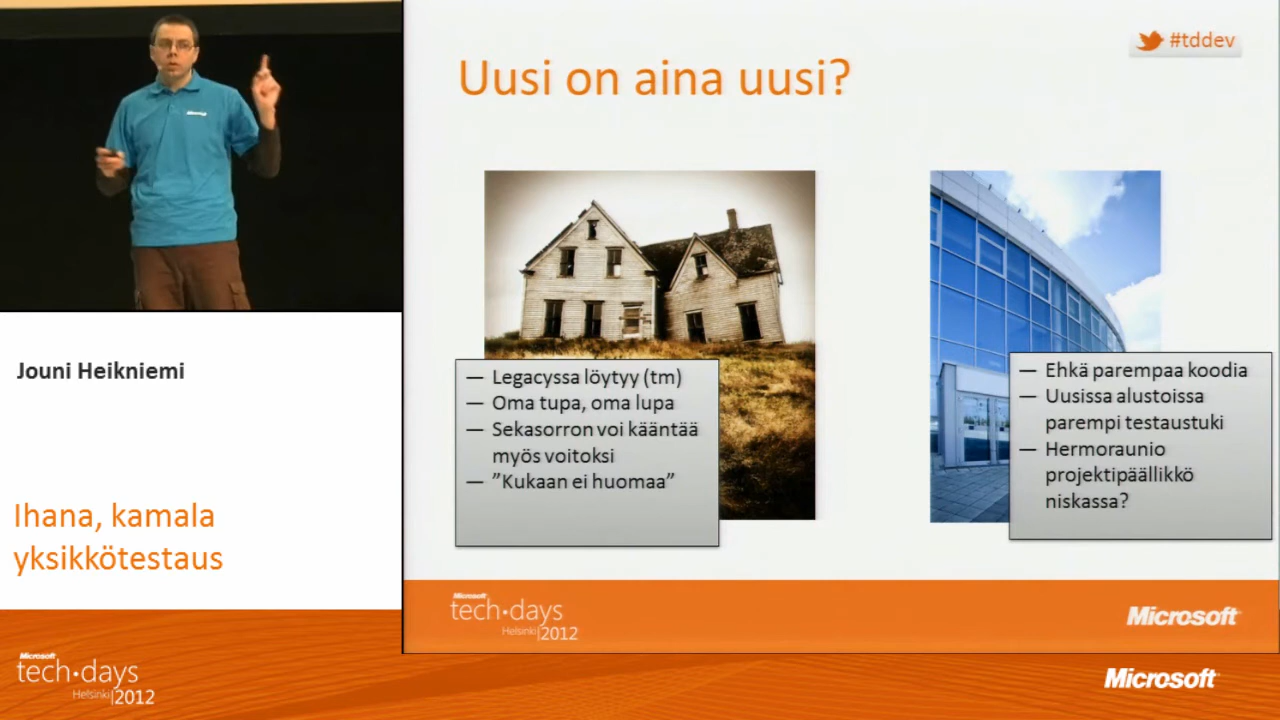 #tddev
Uusi on aina uusi?
Microsoft
Jouni Heikniemi
Ihana, kamala
yksikkötestaus
— Legacyssa löytyy (tm)
— Oma tupa, oma lupa
— Sekasorron voi kääntää
myös voitoksi
— ”Kukaan ei huomaa”
— Ehkä parempaa koodia
— Uusissa alustoissa
parempi testaustuki
— Hermoraunio
projektipäällikkö
niskassa?
Microsoft
tech·days
Helsinki|2012
Microsoft
Microsoft
tech·days
Helsinki|2012
Microsoft